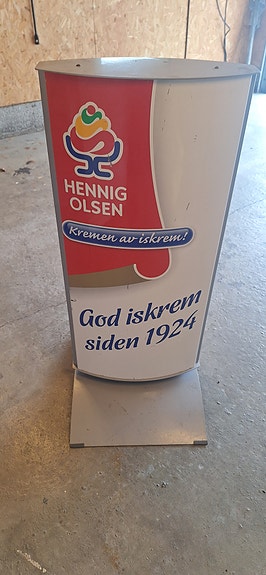 HENNIG
OLSEN
Kremen av iskrem!
God iskrem
siden 1924